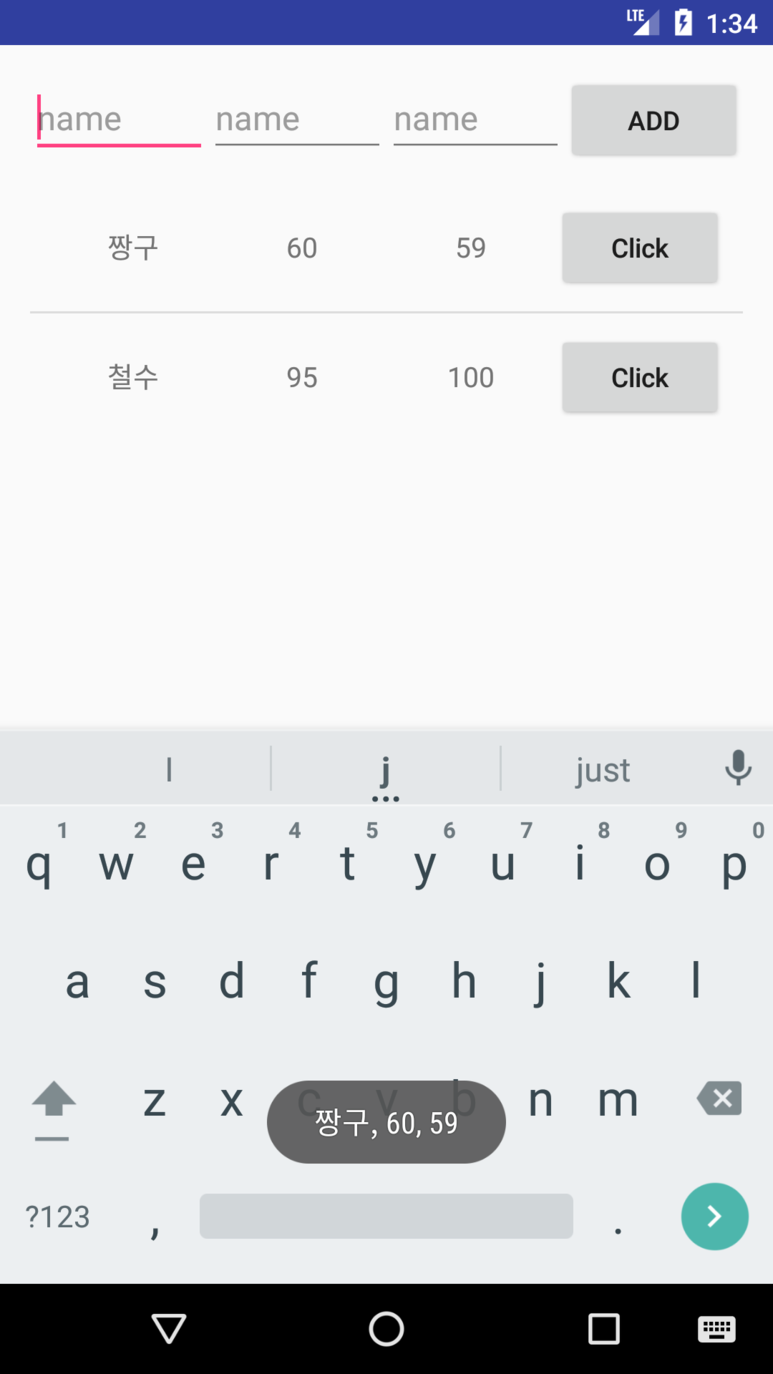 LTE 1:34
name name name ADD
짱구 60 59 Click
철수 95 100 Click
l j just
1 2 3 4 5 6 7 8 9 0
q w e r t y u i o p
a s d f g h j k l
z x c v b n m
짱구, 60, 59
?123 , .